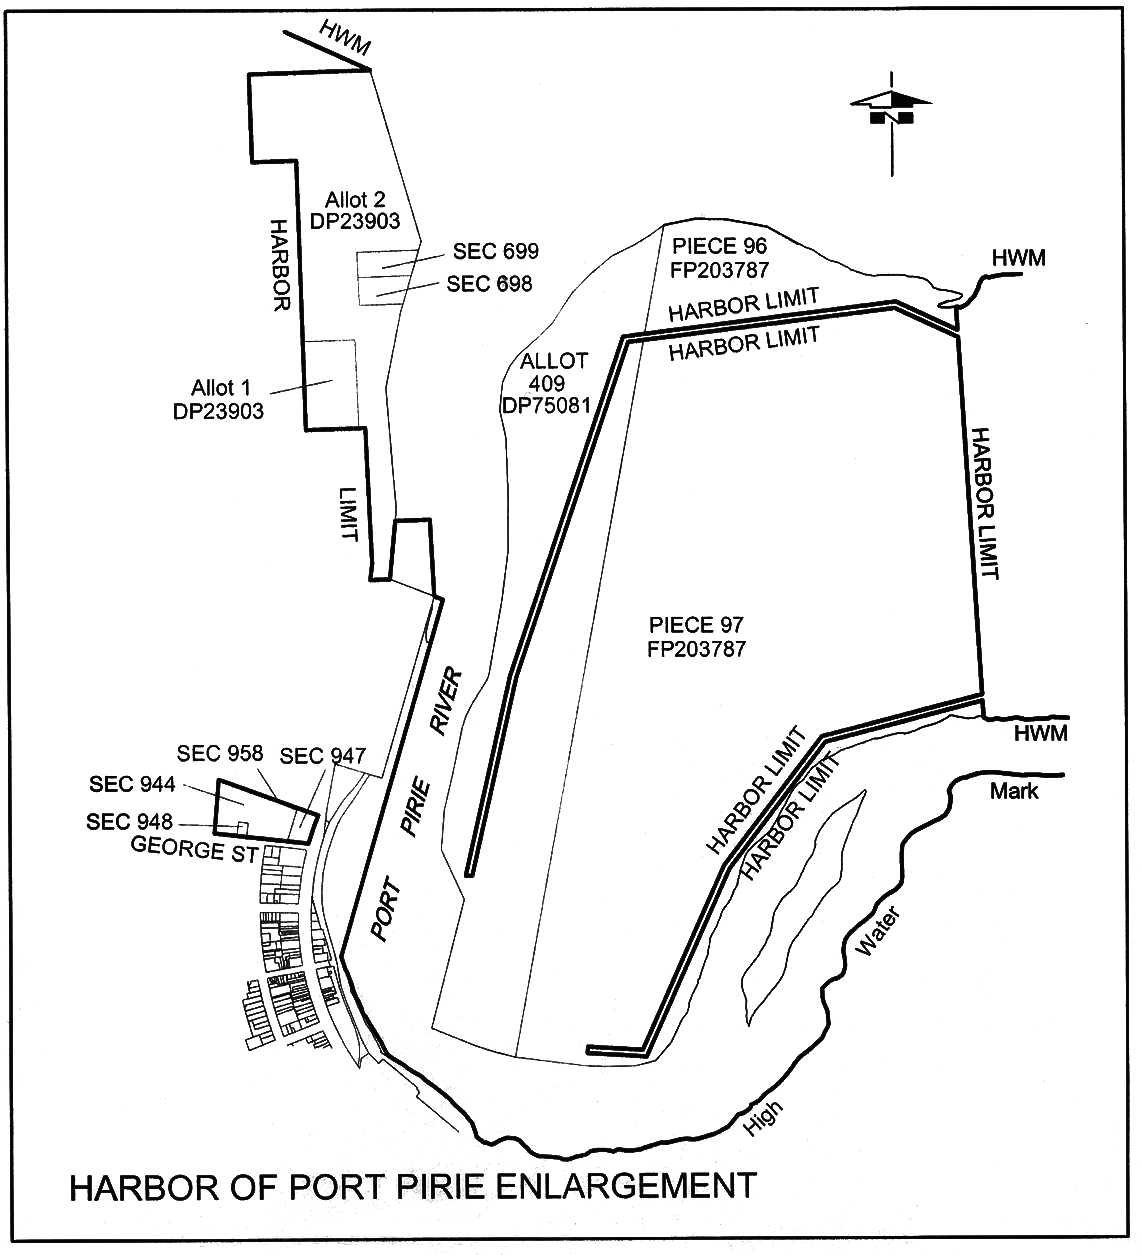 HWM
N
Allot 2
DP23903
HARBOR
SEC 699
SEC 698
PIECE 96
FP203787
HWM
HARBOR LIMIT
HARBOR LIMIT
ALLOT
409
DP75081
Allot 1
DP23903
HARBOR LIMIT
LIMIT
PIECE 97
FP203787
PORT PIRIE RIVER
SEC 958
SEC 947
SEC 944
SEC 948
GEORGE ST
HARBOR LIMIT
HARBOR LIMIT
HWM
High Water Mark
HARBOR OF PORT PIRIE ENLARGEMENT